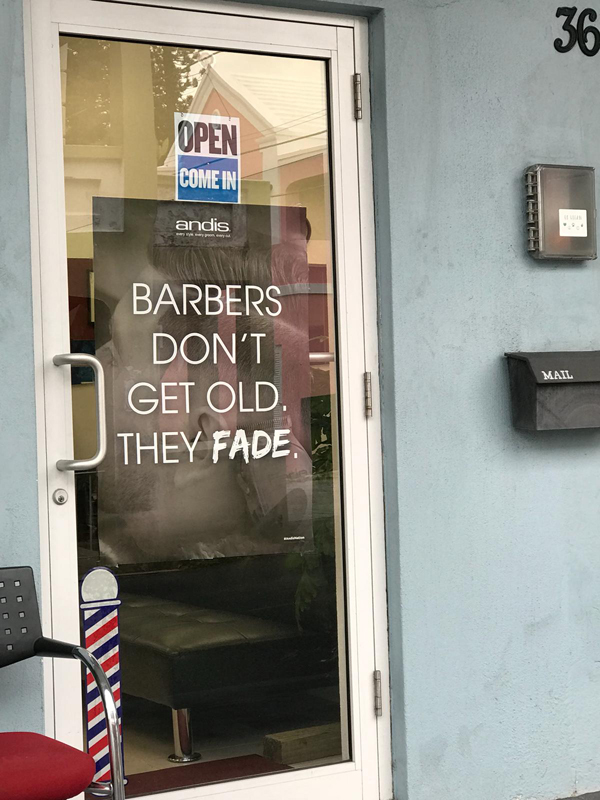 36
OPEN
COME IN
andis
BARBERS
DON'T
GET OLD.
THEY FADE.
MAIL